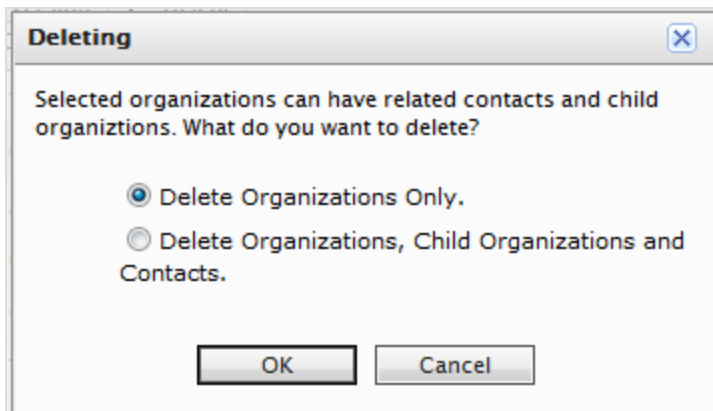 Deleting
Selected organizations can have related contacts and child
organiztions. What do you want to delete?
Delete Organizations Only.
Delete Organizations, Child Organizations and
Contacts.
OK
Cancel